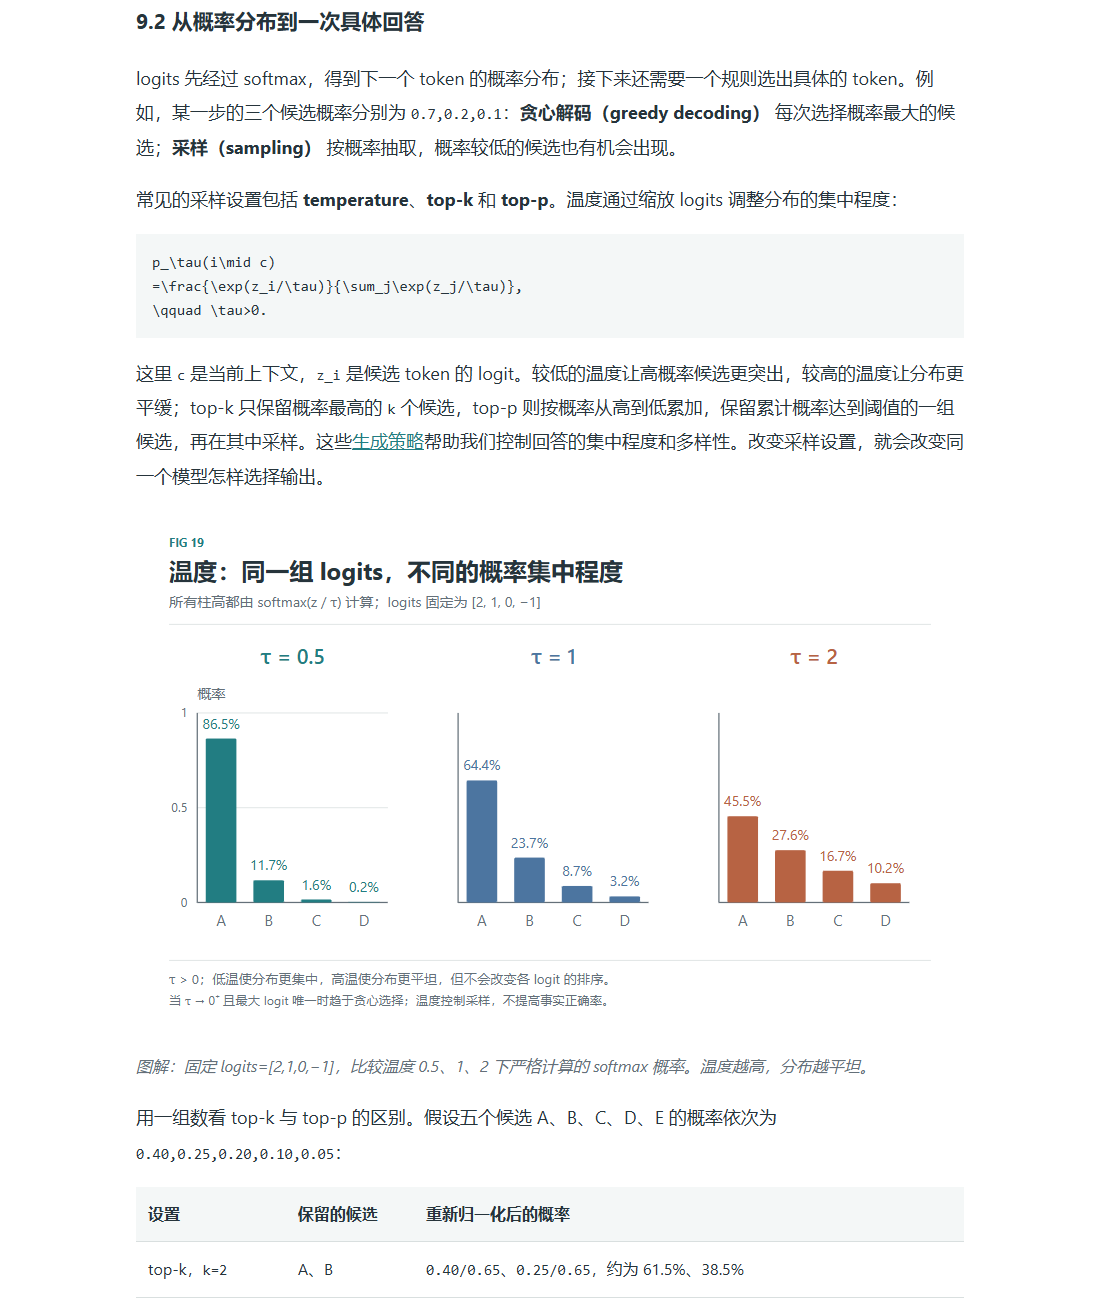 9.2 从概率分布到一次具体回答
logits 先经过 softmax，得到下一个 token 的概率分布；接下来还需要一个规则选出具体的 token。例
如，某一步的三个候选概率分别为 0.7,0.2,0.1：贪心解码（greedy decoding） 每次选择概率最大的候
选；采样（sampling） 按概率抽取，概率较低的候选也有机会出现。
常见的采样设置包括 temperature、top-k 和 top-p。温度通过缩放 logits 调整分布的集中程度：
p_\tau(i\mid c)
=\frac{\exp(z_i/\tau)}{\sum_j\exp(z_j/\tau)},
\qquad \tau>0.
这里 c 是当前上下文，z_i 是候选 token 的 logit。较低的温度让高概率候选更突出，较高的温度让分布更
平缓；top-k 只保留概率最高的 k 个候选，top-p 则按概率从高到低累加，保留累计概率达到阈值的一组
候选，再在其中采样。这些生成策略帮助我们控制回答的集中程度和多样性。改变采样设置，就会改变同
一个模型怎样选择输出。
FIG 19
温度：同一组 logits，不同的概率集中程度
所有柱高都由 softmax(z / τ) 计算；logits 固定为 [2, 1, 0, −1]
τ = 0.5
概率
1
0.5
0
86.5%
11.7%
1.6%
0.2%
A B C D
τ = 1
64.4%
23.7%
8.7%
3.2%
A B C D
τ = 2
45.5%
27.6%
16.7%
10.2%
A B C D
τ > 0；低温使分布更集中，高温使分布更平坦，但不会改变各 logit 的排序。
当 τ → 0⁺ 且最大 logit 唯一时趋于贪心选择；温度控制采样，不提高事实正确率。
图解：固定 logits=[2,1,0,−1]，比较温度 0.5、1、2 下严格计算的 softmax 概率。温度越高，分布越平坦。
用一组数看 top-k 与 top-p 的区别。假设五个候选 A、B、C、D、E 的概率依次为
0.40,0.25,0.20,0.10,0.05：
设置 保留的候选 重新归一化后的概率
top-k，k=2 A、B 0.40/0.65、0.25/0.65，约为 61.5%、38.5%